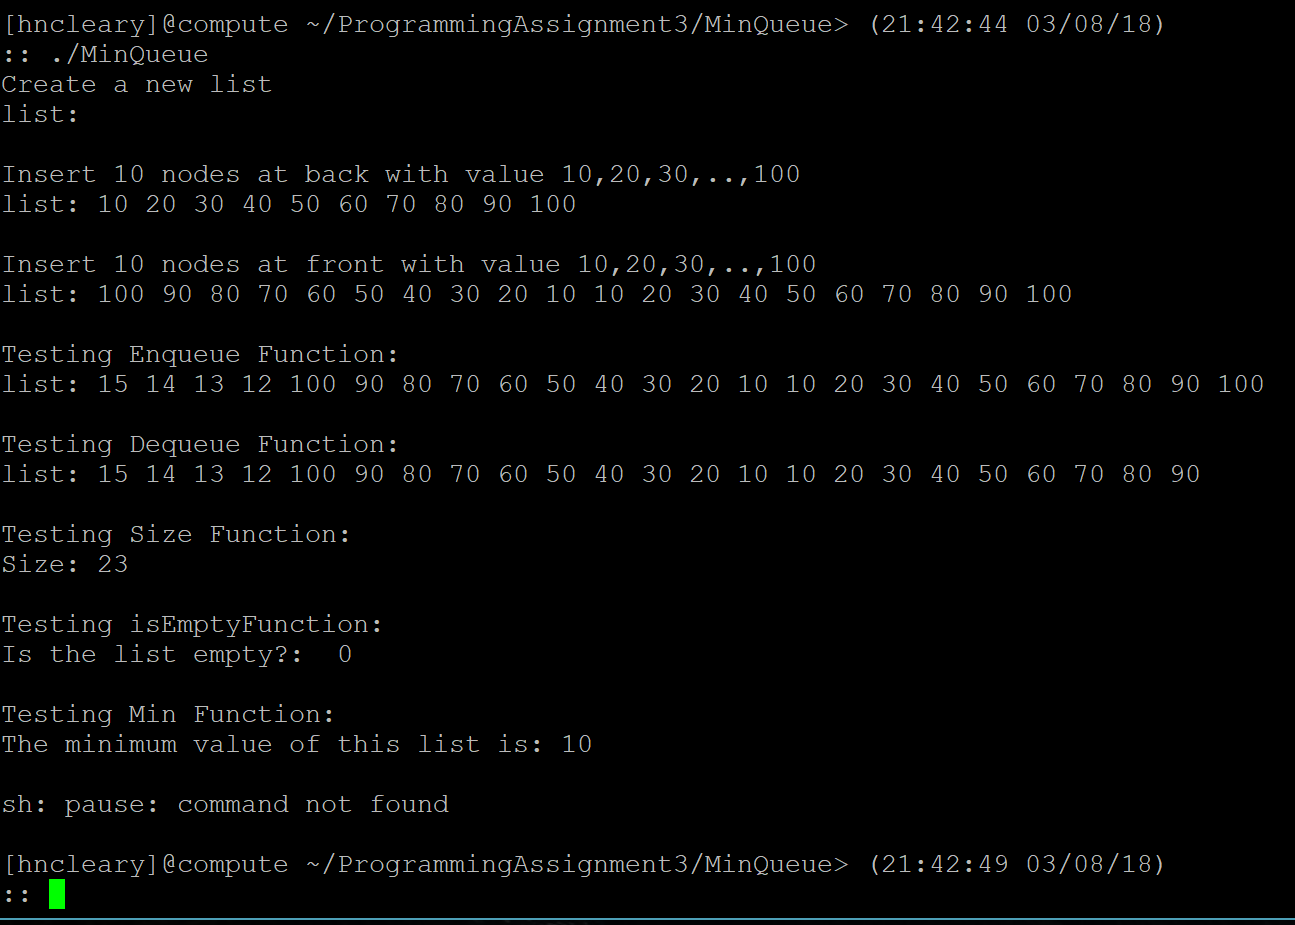 [hncleary]@compute ~/ProgrammingAssignment3/MinQueue> (21:42:44 03/08/18)
:: ./MinQueue
Create a new list
list:
Insert 10 nodes at back with value 10,20,30,..,100
list: 10 20 30 40 50 60 70 80 90 100
Insert 10 nodes at front with value 10,20,30,..,100
list: 100 90 80 70 60 50 40 30 20 10 10 20 30 40 50 60 70 80 90 100
Testing Enqueue Function:
list: 15 14 13 12 100 90 80 70 60 50 40 30 20 10 10 20 30 40 50 60 70 80 90 100
Testing Dequeue Function:
list: 15 14 13 12 100 90 80 70 60 50 40 30 20 10 10 20 30 40 50 60 70 80 90
Testing Size Function:
Size: 23
Testing isEmptyFunction:
Is the list empty?:  0
Testing Min Function:
The minimum value of this list is: 10
sh: pause: command not found
[hncleary]@compute ~/ProgrammingAssignment3/MinQueue> (21:42:49 03/08/18)
::